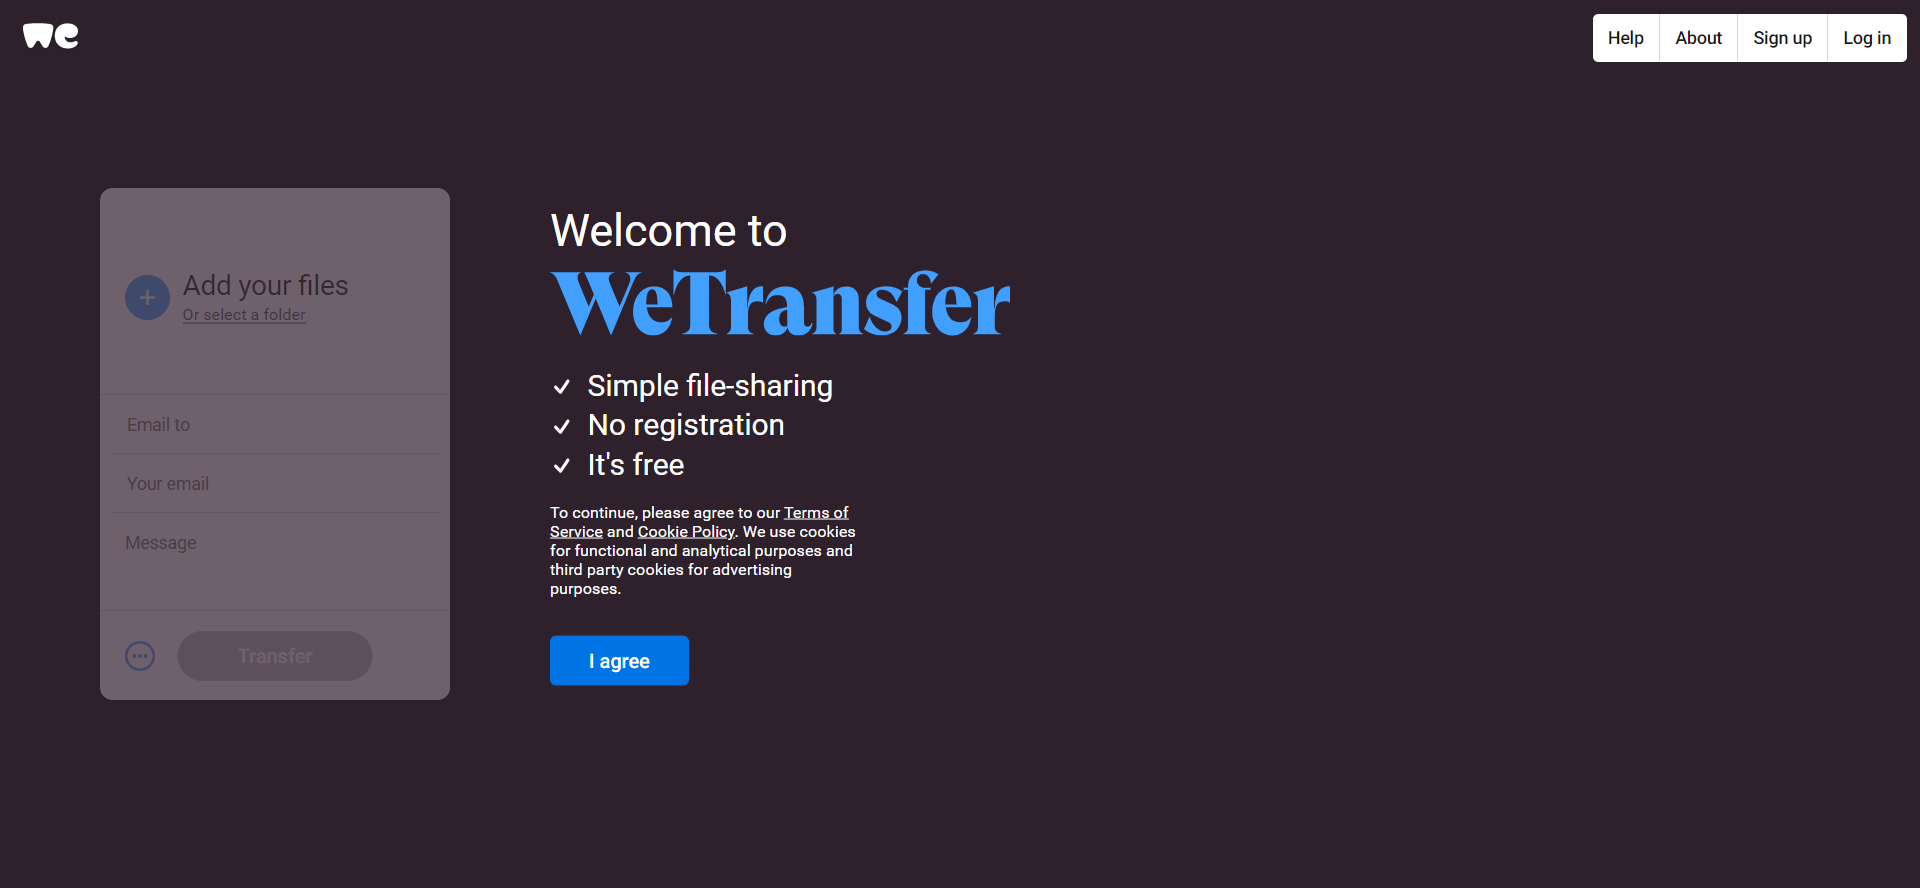 we
Help About Sign up Log in
Add your files
Or select a folder
Email to
Your email
Message
Transfer
Welcome to
WeTransfer
Simple file-sharing
No registration
It's free
To continue, please agree to our Terms of
Service and Cookie Policy. We use cookies
for functional and analytical purposes and
third party cookies for advertising
purposes.
I agree